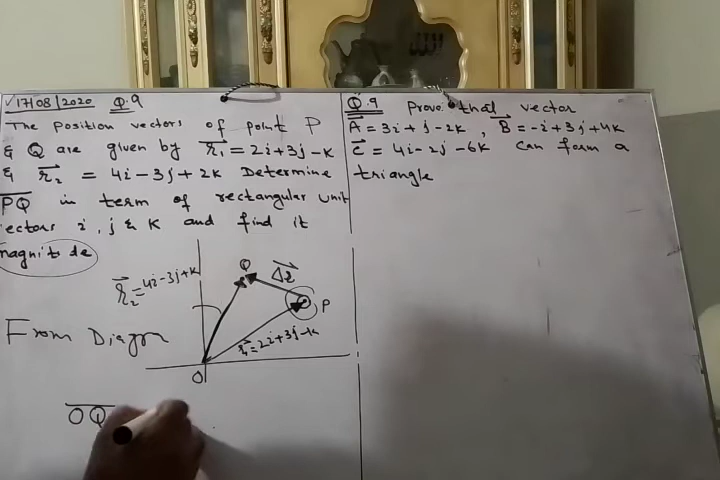 17/08/2020 Q.9
The Position vectors of point P
& Q are given by r₁ = 2i+3j-k
& r₂ = 4i-3j+2k Determine
PQ in term of rectangular unit
vectors i, j & k and find it
magnitde
r₂=4i-3j+k
Q
Δr
P
r₁=2i+3j-k
O
From Diagra
OQ
Q.9 Prove that vector
A = 3i+j-2k, B = -i+3j+4k
C = 4i-2j-6k can form a
triangle